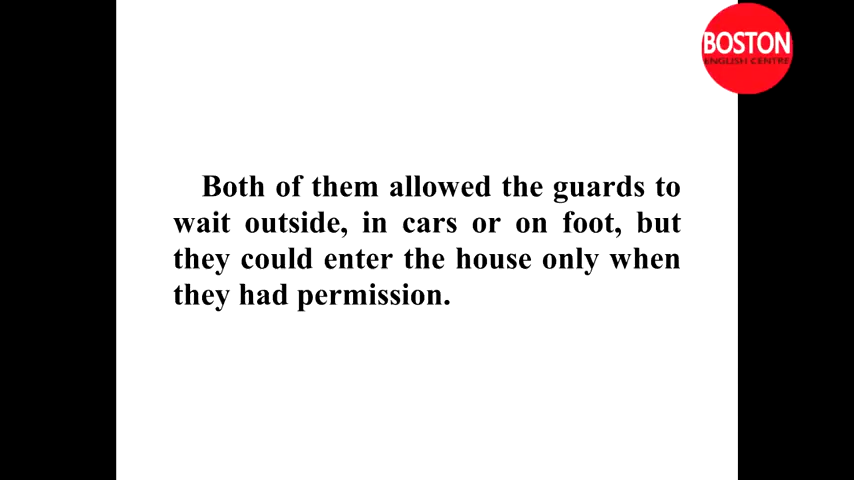 BOSTON
ENGLISH CENTRE
Both of them allowed the guards to
wait outside, in cars or on foot, but
they could enter the house only when
they had permission.